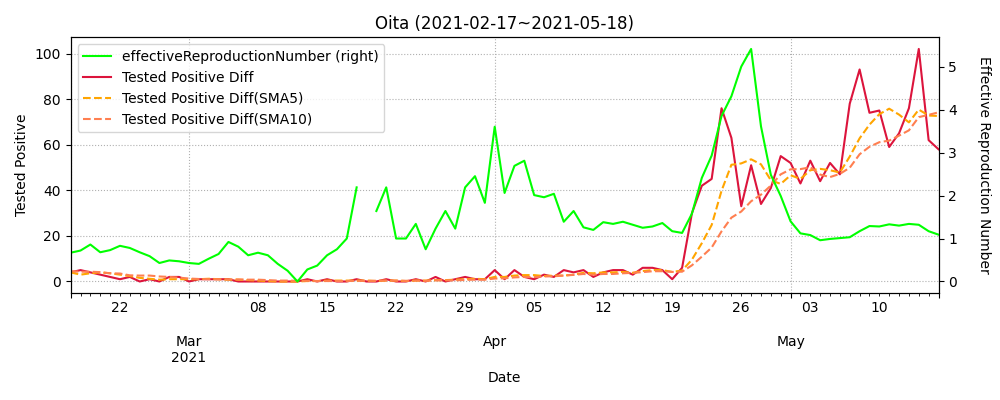 Oita (2021-02-17~2021-05-18)
effectiveReproductionNumber (right)
Tested Positive Diff
Tested Positive Diff(SMA5)
Tested Positive Diff(SMA10)
Tested Positive
100
80
60
40
20
0
5
4
3
2
1
0
Effective Reproduction Number
22 08 15 22 29 05 12 19 26 03 10
Mar Apr May
2021
Date